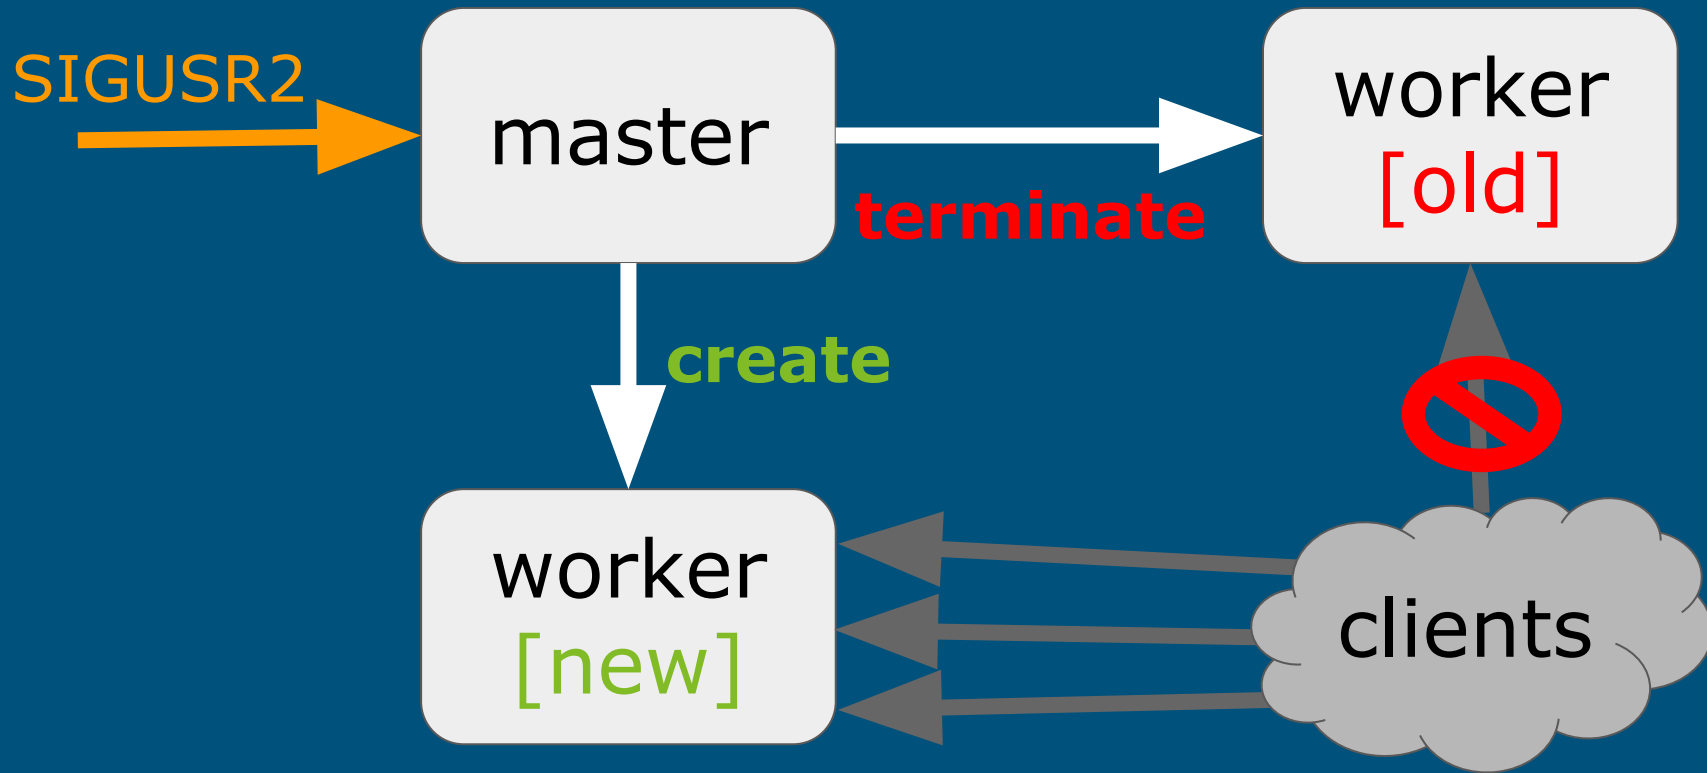 SIGUSR2
master
worker
[old]
terminate
create
worker
[new]
clients